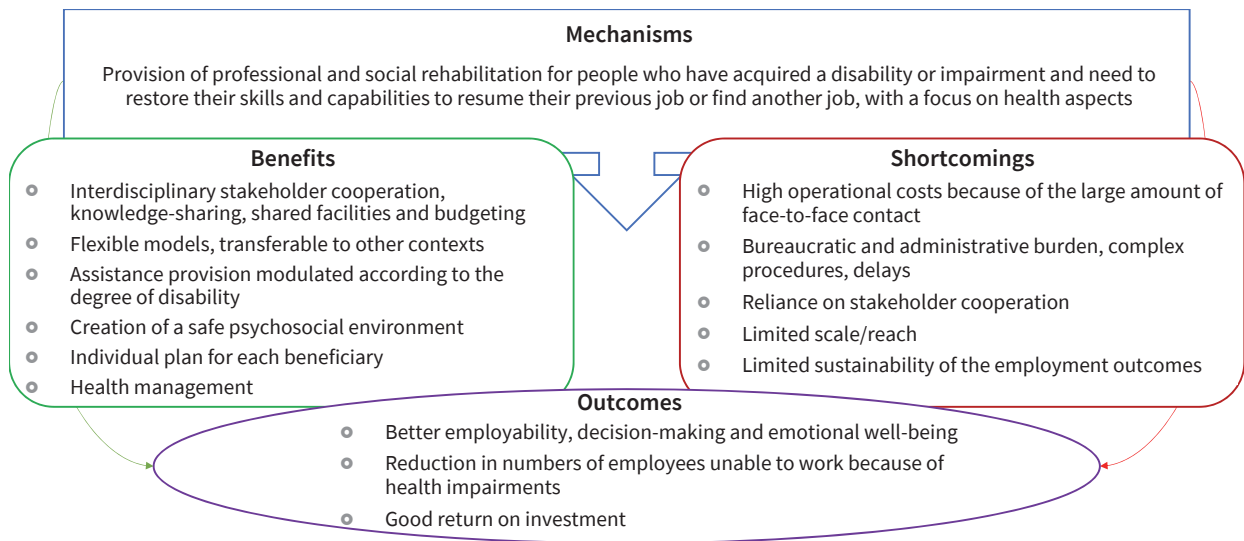 Mechanisms
Provision of professional and social rehabilitation for people who have acquired a disability or impairment and need to
restore their skills and capabilities to resume their previous job or find another job, with a focus on health aspects
Benefits
Interdisciplinary stakeholder cooperation,
knowledge-sharing, shared facilities and budgeting
Flexible models, transferable to other contexts
Assistance provision modulated according to the
degree of disability
Creation of a safe psychosocial environment
Individual plan for each beneficiary
Health management
Shortcomings
High operational costs because of the large amount of
face-to-face contact
Bureaucratic and administrative burden, complex
procedures, delays
Reliance on stakeholder cooperation
Limited scale/reach
Limited sustainability of the employment outcomes
Outcomes
Better employability, decision-making and emotional well-being
Reduction in numbers of employees unable to work because of
health impairments
Good return on investment